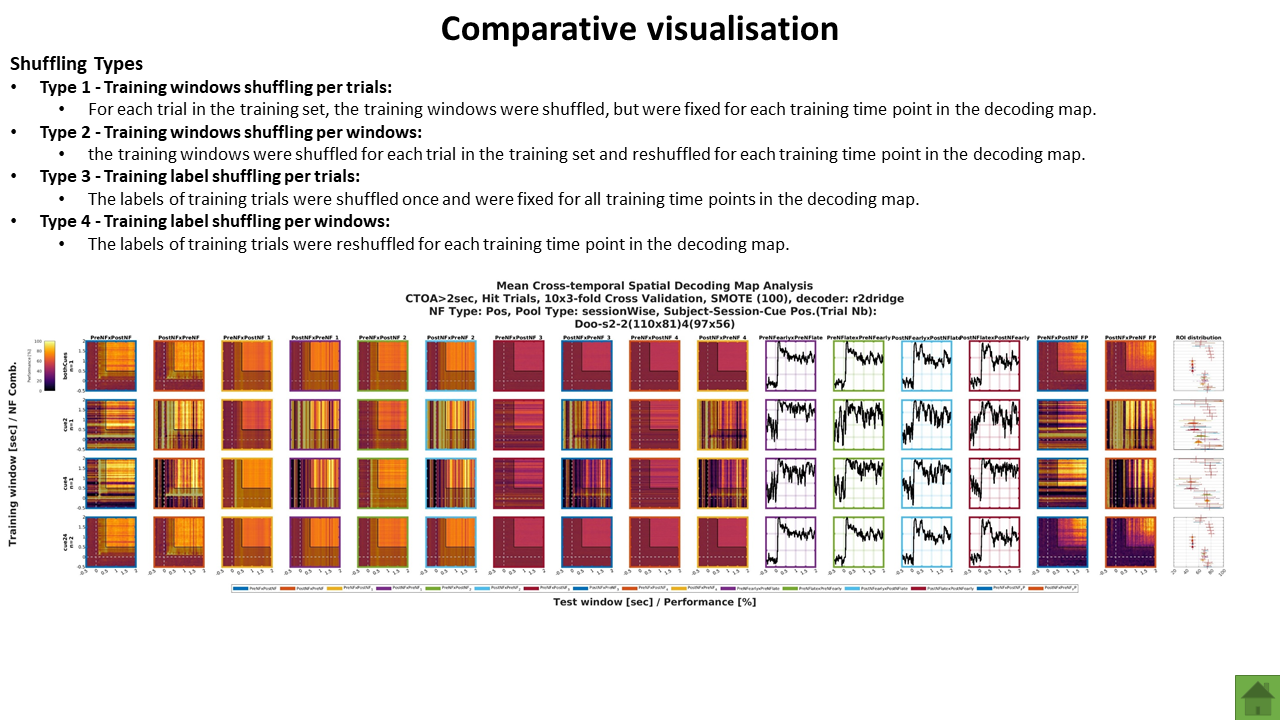 Comparative visualisation
Shuffling Types
• Type 1 - Training windows shuffling per trials:
• For each trial in the training set, the training windows were shuffled, but were fixed for each training time point in the decoding map.
• Type 2 - Training windows shuffling per windows:
• the training windows were shuffled for each trial in the training set and reshuffled for each training time point in the decoding map.
• Type 3 - Training label shuffling per trials:
• The labels of training trials were shuffled once and were fixed for all training time points in the decoding map.
• Type 4 - Training label shuffling per windows:
• The labels of training trials were reshuffled for each training time point in the decoding map.
Mean Cross-temporal Spatial Decoding Map Analysis
CTOA>2sec, Hit Trials, 10x3-fold Cross Validation, SMOTE (100), decoder: r2dridge
NF Type: Pos, Pool Type: sessionWise, Subject-Session-Cue Pos.(Trial Nb):
Doo-s2-2(110x81)4(97x56)
PreNFxPostNF PostNFxPreNF PreNFxPostNF 1 PostNFxPreNF 1 PreNFxPostNF 2 PostNFxPreNF 2 PreNFxPostNF 3 PostNFxPreNF 3 PreNFxPostNF 4 PostNFxPreNF 4 PreNFearlyxPreNFlate PreNFlatexPreNFearly PostNFearlyxPostNFlate PostNFlatexPostNFearly PreNFxPostNF FP PostNFxPreNF FP ROI distribution
Training window [sec] / NF Comb.
Performance [%]
bothCues
n=1
cue2
n=1
cue4
n=1
cue24
n=2
Test window [sec] / Performance [%]